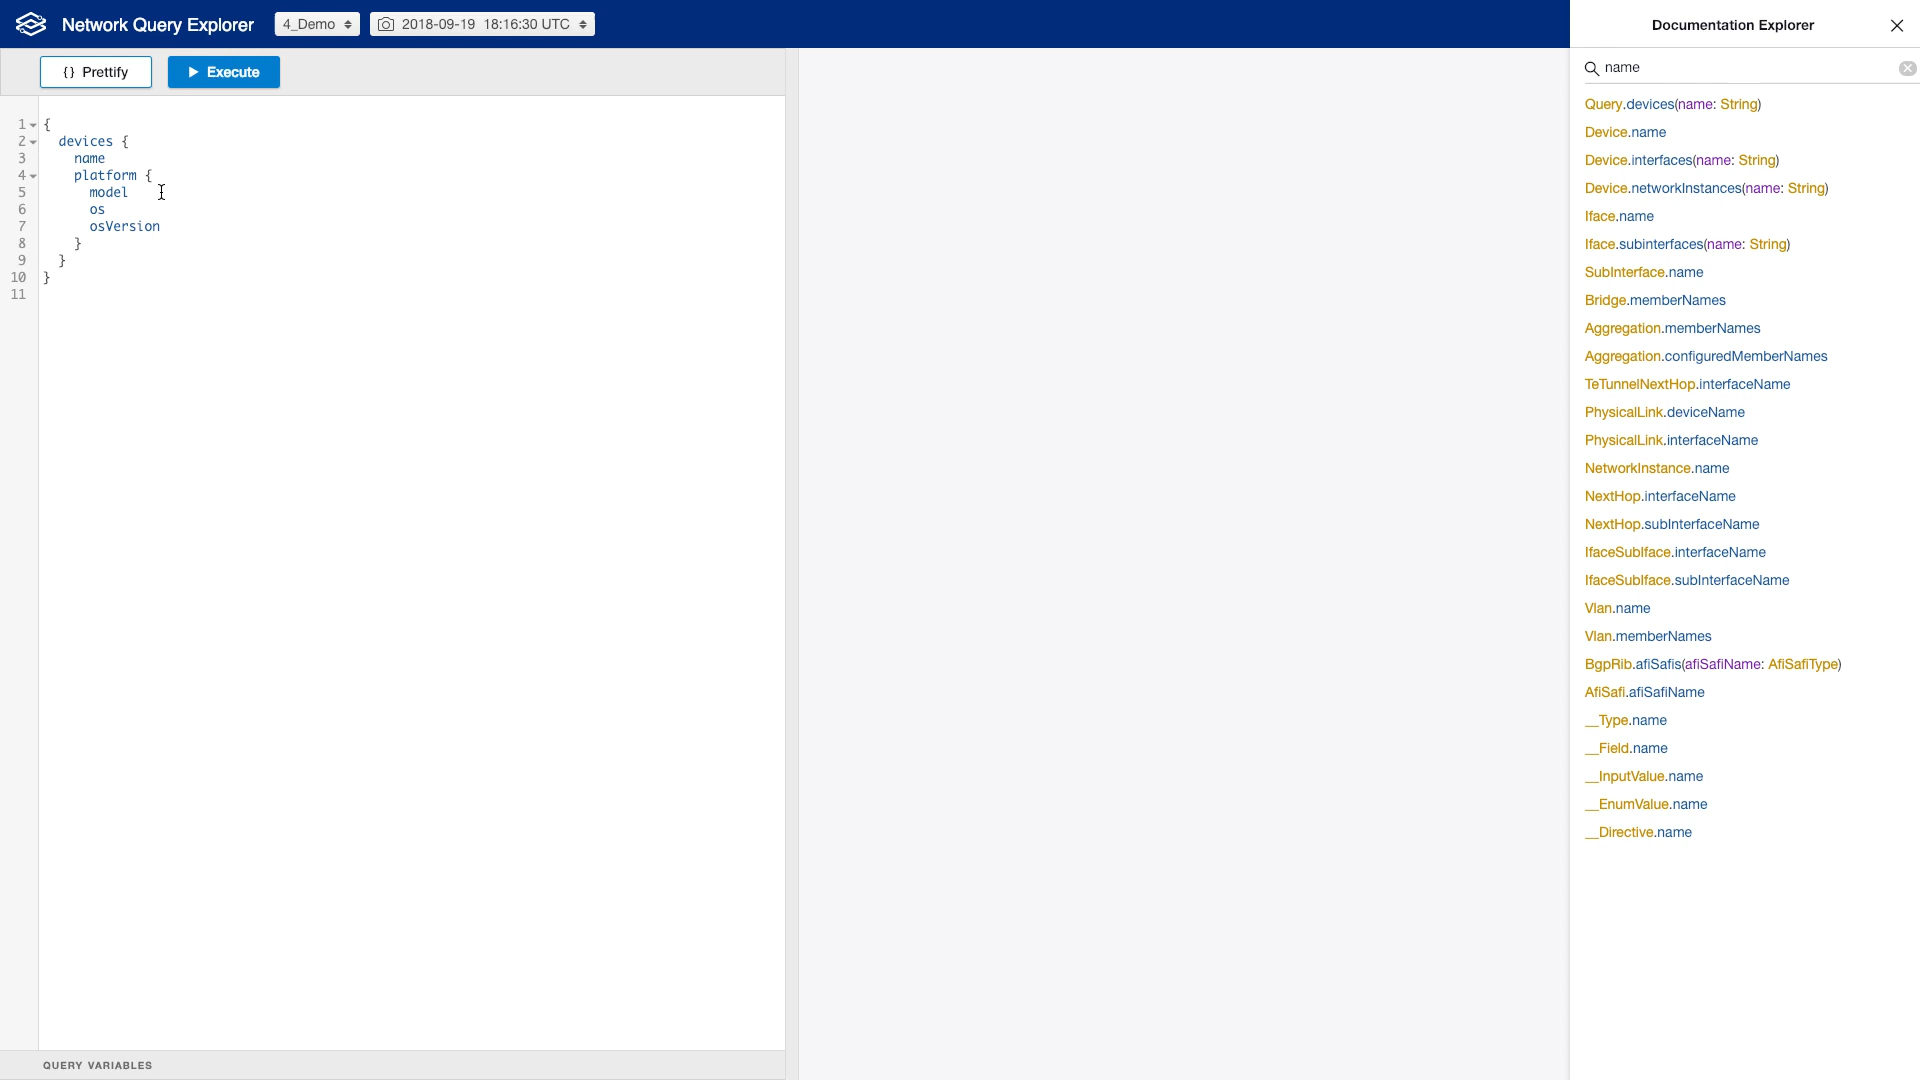 Network Query Explorer
4_Demo
2018-09-19 18:16:30 UTC
Documentation Explorer
{} Prettify
Execute
name
1 {
2 devices {
3 name
4 platform {
5 model
6 os
7 osVersion
8 }
9 }
10 }
11
Query.devices(name: String)
Device.name
Device.interfaces(name: String)
Device.networkInstances(name: String)
Iface.name
Iface.subinterfaces(name: String)
SubInterface.name
Bridge.memberNames
Aggregation.memberNames
Aggregation.configuredMemberNames
TeTunnelNextHop.interfaceName
PhysicalLink.deviceName
PhysicalLink.interfaceName
NetworkInstance.name
NextHop.interfaceName
NextHop.subInterfaceName
IfaceSubIface.interfaceName
IfaceSubIface.subInterfaceName
Vlan.name
Vlan.memberNames
BgpRib.afiSafis(afiSafiName: AfiSafiType)
AfiSafi.afiSafiName
__Type.name
__Field.name
__InputValue.name
__EnumValue.name
__Directive.name
QUERY VARIABLES